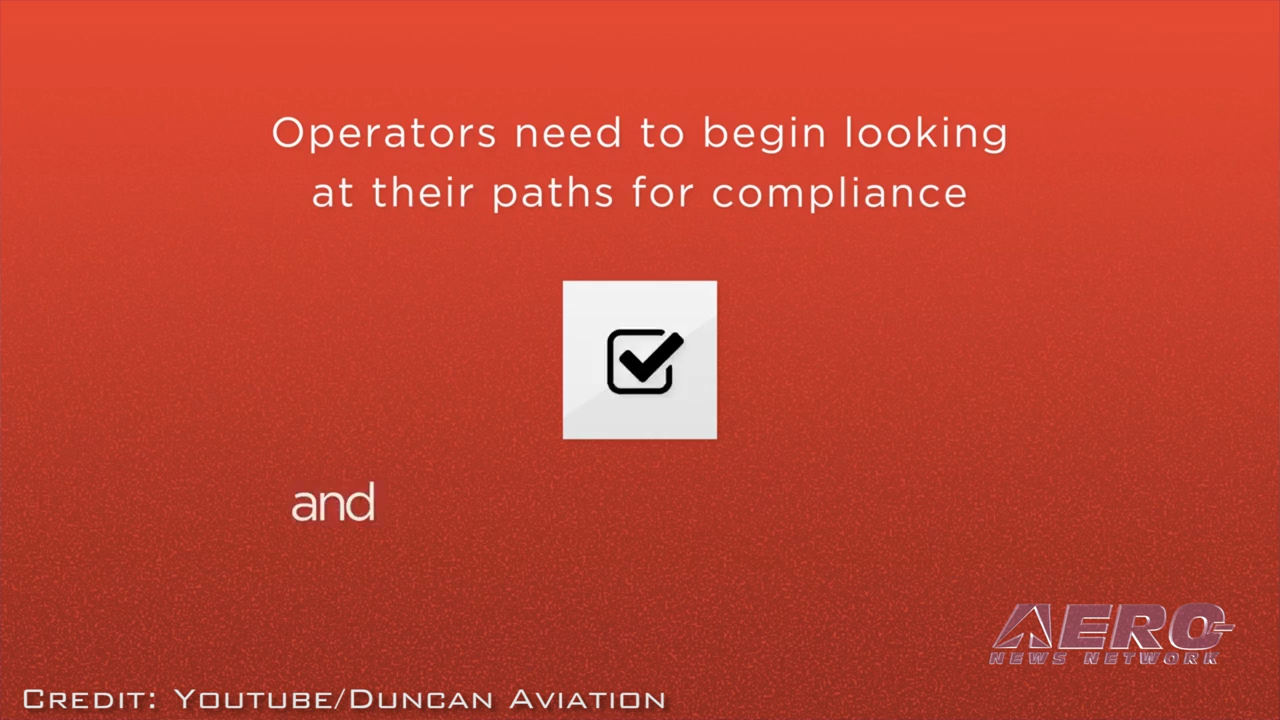 Operators need to begin looking
at their paths for compliance
and
AERO
NEWS NETWORK
CREDIT: YOUTUBE/DUNCAN AVIATION